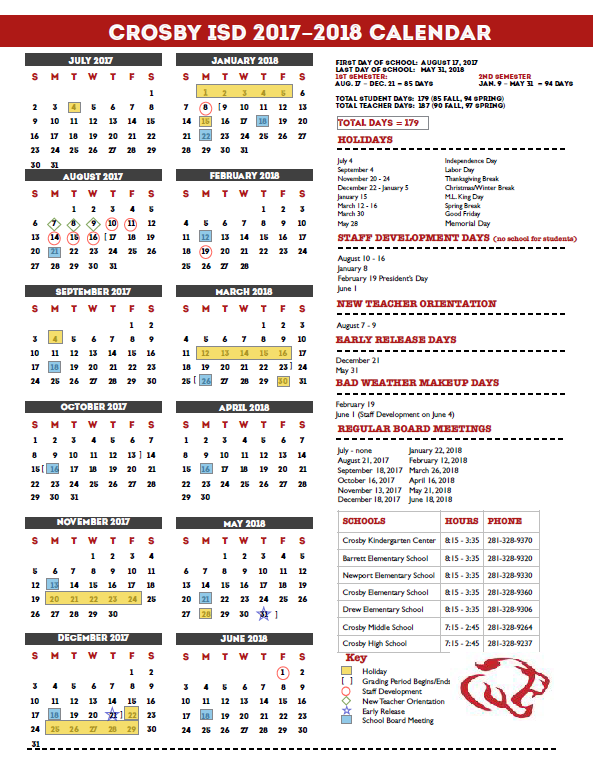 CROSBY ISD 2017–2018 CALENDAR
JULY 2017
S M T W T F S
1
2 3 4 5 6 7 8
9 10 11 12 13 14 15
16 17 18 19 20 21 22
23 24 25 26 27 28 29
30 31
AUGUST 2017
S M T W T F S
1 2 3 4 5
6 7 8 9 10 11 12
13 14 15 16 [ 17 18 19
20 21 22 23 24 25 26
27 28 29 30 31
SEPTEMBER 2017
S M T W T F S
1 2
3 4 5 6 7 8 9
10 11 12 13 14 15 16
17 18 19 20 21 22 23
24 25 26 27 28 29 30
OCTOBER 2017
S M T W T F S
1 2 3 4 5 6 7
8 9 10 11 12 13 ] 14
15 [ 16 17 18 19 20 21
22 23 24 25 26 27 28
29 30 31
NOVEMBER 2017
S M T W T F S
1 2 3 4
5 6 7 8 9 10 11
12 13 14 15 16 17 18
19 20 21 22 23 24 25
26 27 28 29 30
DECEMBER 2017
S M T W T F S
1 2
3 4 5 6 7 8 9
10 11 12 13 14 15 16
17 18 19 20 21 ] 22 23
24 25 26 27 28 29 30
31
JANUARY 2018
S M T W T F S
1 2 3 4 5 6
7 8 [ 9 10 11 12 13
14 15 16 17 18 19 20
21 22 23 24 25 26 27
28 29 30 31
FEBRUARY 2018
S M T W T F S
1 2 3
4 5 6 7 8 9 10
11 12 13 14 15 16 17
18 19 20 21 22 23 24
25 26 27 28
MARCH 2018
S M T W T F S
1 2 3
4 5 6 7 8 9 10
11 12 13 14 15 16 17
18 19 20 21 22 23 ] 24
25 [ 26 27 28 29 30 31
APRIL 2018
S M T W T F S
1 2 3 4 5 6 7
8 9 10 11 12 13 14
15 16 17 18 19 20 21
22 23 24 25 26 27 28
29 30
MAY 2018
S M T W T F S
1 2 3 4 5
6 7 8 9 10 11 12
13 14 15 16 17 18 19
20 21 22 23 24 25 26
27 28 29 30 31 ]
JUNE 2018
S M T W T F S
1 2
3 4 5 6 7 8 9
10 11 12 13 14 15 16
17 18 19 20 21 22 23
24 25 26 27 28 29 30
FIRST DAY OF SCHOOL: AUGUST 17, 2017
LAST DAY OF SCHOOL: MAY 31, 2018
1ST SEMESTER: 2ND SEMESTER
AUG. 17 – DEC. 21 = 85 DAYS JAN. 9 – MAY 31 = 94 DAYS
TOTAL STUDENT DAYS: 179 (85 FALL, 94 SPRING)
TOTAL TEACHER DAYS: 187 (90 FALL, 97 SPRING)
TOTAL DAYS = 179
HOLIDAYS
July 4 Independence Day
September 4 Labor Day
November 20 - 24 Thanksgiving Break
December 22 - January 5 Christmas/Winter Break
January 15 M.L. King Day
March 12 - 16 Spring Break
March 30 Good Friday
May 28 Memorial Day
STAFF DEVELOPMENT DAYS (no school for students)
August 10 - 16
January 8
February 19 President's Day
June 1
NEW TEACHER ORIENTATION
August 7 - 9
EARLY RELEASE DAYS
December 21
May 31
BAD WEATHER MAKEUP DAYS
February 19
June 1 (Staff Development on June 4)
REGULAR BOARD MEETINGS
July - none January 22, 2018
August 21, 2017 February 12, 2018
September 18, 2017 March 26, 2018
October 16, 2017 April 16, 2018
November 13, 2017 May 21, 2018
December 18, 2017 June 18, 2018
SCHOOLS HOURS PHONE
Crosby Kindergarten Center 8:15 - 3:35 281-328-9370
Barrett Elementary School 8:15 - 3:35 281-328-9320
Newport Elementary School 8:15 - 3:35 281-328-9330
Crosby Elementary School 8:15 - 3:35 281-328-9360
Drew Elementary School 8:15 - 3:35 281-328-9306
Crosby Middle School 7:15 - 2:45 281-328-9264
Crosby High School 7:15 - 2:45 281-328-9237
Key
Holiday
[ ] Grading Period Begins/Ends
Staff Development
New Teacher Orientation
Early Release
School Board Meeting